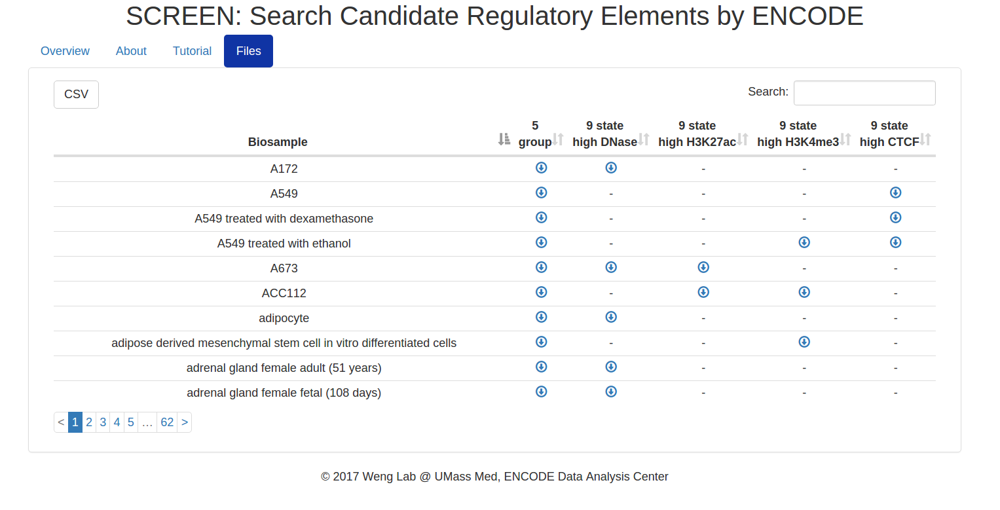 SCREEN: Search Candidate Regulatory Elements by ENCODE
Overview About Tutorial Files
CSV Search:
5 9 state 9 state 9 state 9 state
Biosample group high DNase high H3K27ac high H3K4me3 high CTCF
A172 - - -
A549 - - -
A549 treated with dexamethasone - - -
A549 treated with ethanol - -
A673 - -
ACC112 - -
adipocyte - - -
adipose derived mesenchymal stem cell in vitro differentiated cells - - -
adrenal gland female adult (51 years) - - -
adrenal gland female fetal (108 days) - - -
< 1 2 3 4 5 … 62 >
© 2017 Weng Lab @ UMass Med, ENCODE Data Analysis Center